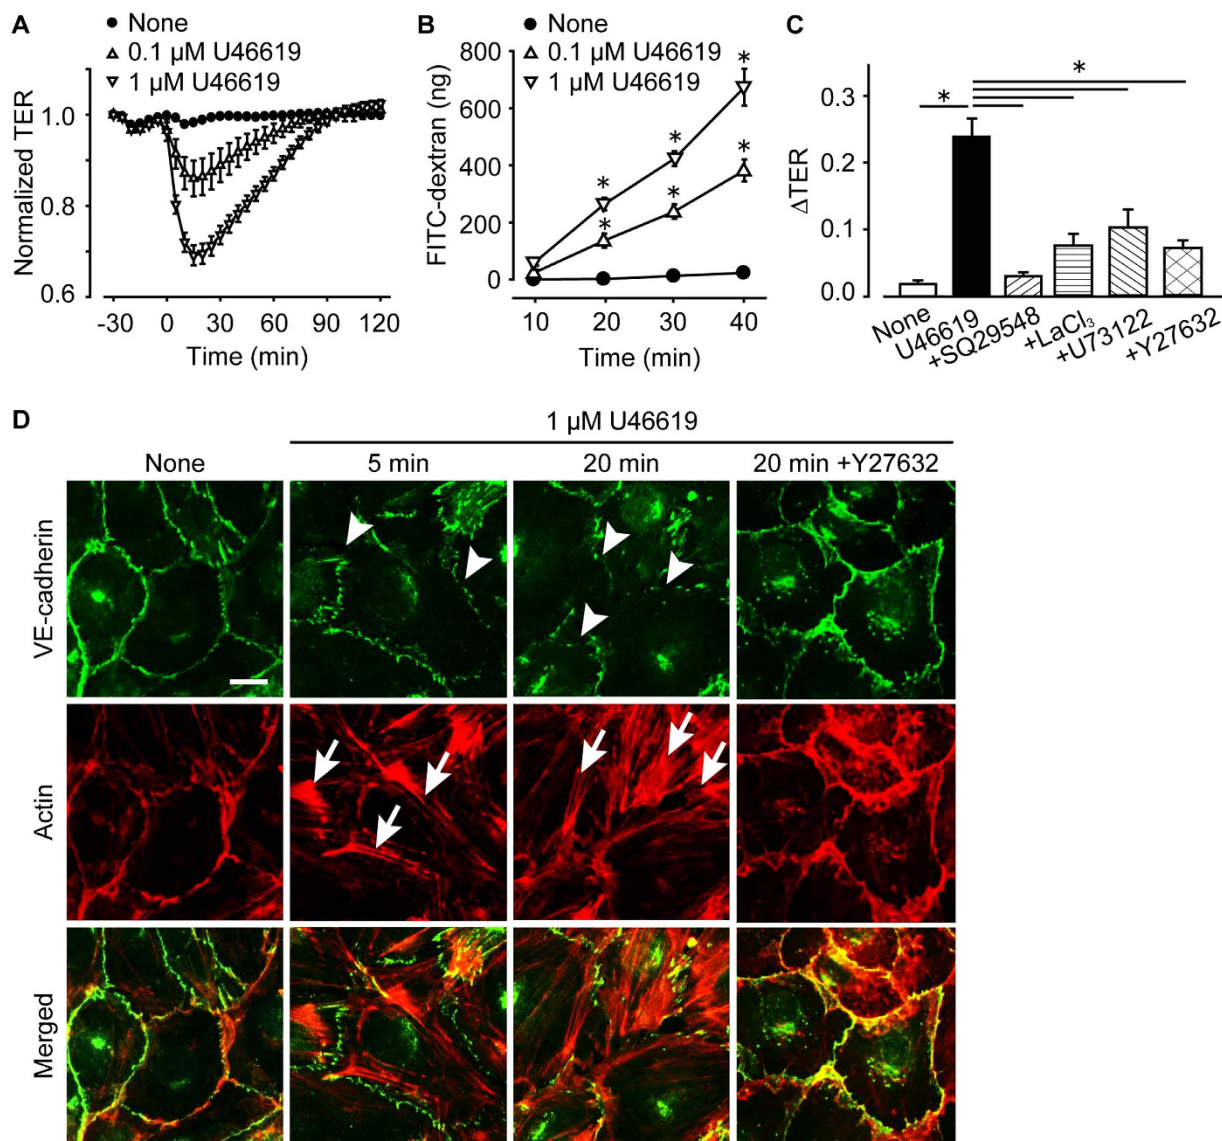 A
None
0.1 µM U46619
1 µM U46619
Normalized TER
1.0
0.8
0.6
-30 0 30 60 90 120
Time (min)
B
None
0.1 µM U46619
1 µM U46619
FITC-dextran (ng)
800
600
400
200
0
* * *
* * *
10 20 30 40
Time (min)
C
*
*
ΔTER
0.3
0.2
0.1
0.0
None
U46619
+SQ29548
+LaCl₃
+U73122
+Y27632
D
1 µM U46619
None 5 min 20 min 20 min +Y27632
VE-cadherin
Actin
Merged